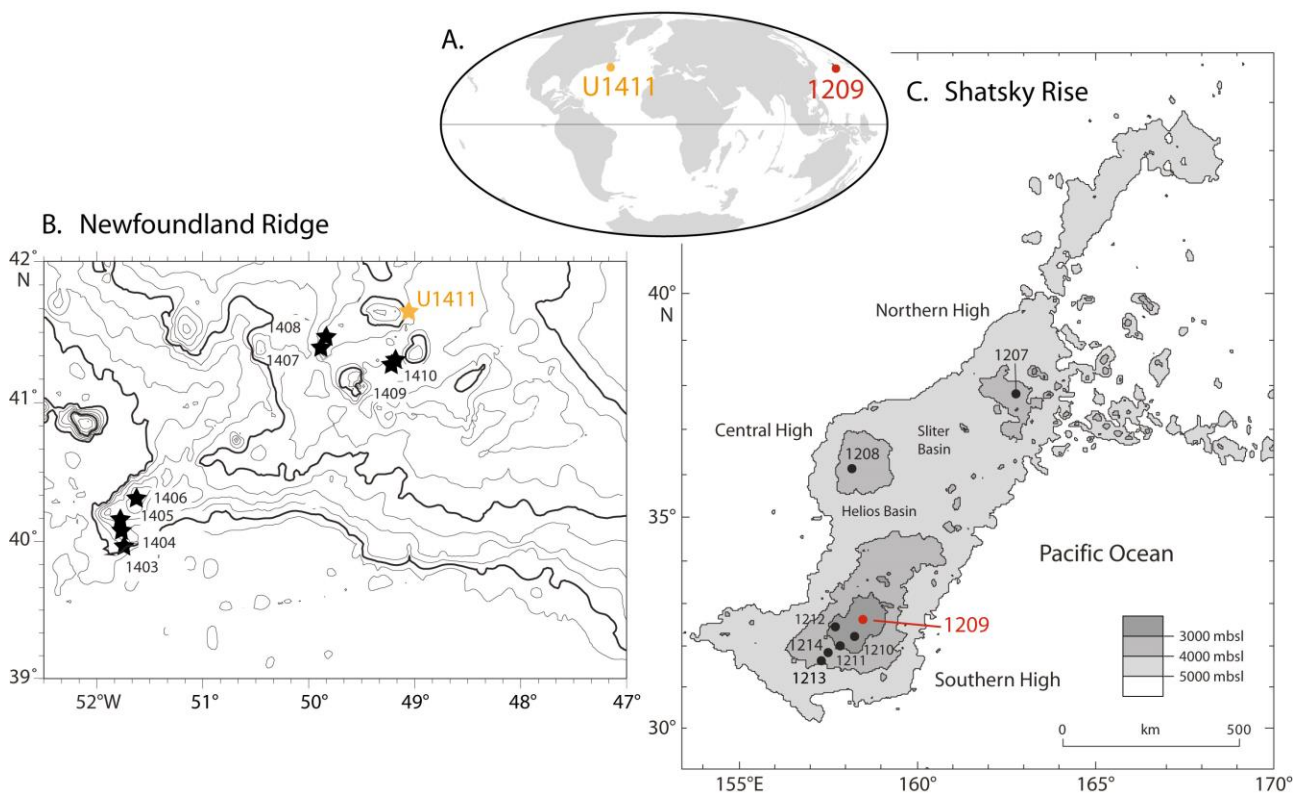 A.
U1411
1209
B. Newfoundland Ridge
42°
N
41°
40°
39°
52°W
51°
50°
49°
48°
47°
U1411
1408
1407
1410
1409
1406
1405
1404
1403
C. Shatsky Rise
40°
N
35°
30°
155°E
160°
165°
170°
Northern High
1207
Central High
Sliter
Basin
1208
Helios Basin
Pacific Ocean
1212
1209
1214
1210
1211
1213
Southern High
3000 mbsl
4000 mbsl
5000 mbsl
0
km
500